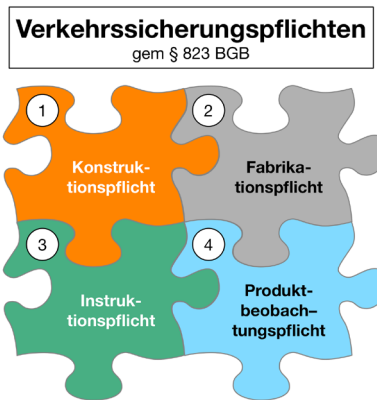 Verkehrssicherungspflichten
gem § 823 BGB
1
Konstruk-
tionspflicht
2
Fabrika-
tionspflicht
3
Instruk-
tionspflicht
4
Produkt-
beobach–
tungspflicht